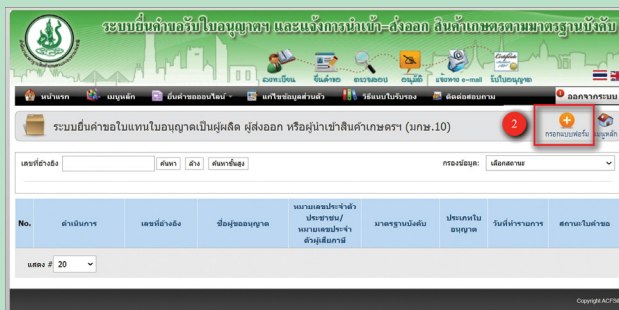 ระบบยื่นคำขอรับใบอนุญาตฯ และแจ้งการนำเข้า-ส่งออก สินค้าเกษตรตามมาตรฐานบังคับ
ลงทะเบียน ยื่นคำขอ ตรวจสอบ อนุมัติ แจ้งทาง e-mail รับใบอนุญาต
หน้าแรก เมนูหลัก ยื่นคำขอออนไลน์ แก้ไขข้อมูลส่วนตัว วิธีแนบใบรับรอง ติดต่อสอบถาม ออกจากระบบ
ระบบยื่นคำขอใบแทนใบอนุญาตเป็นผู้ผลิต ผู้ส่งออก หรือผู้นำเข้าสินค้าเกษตรฯ (มกษ.10) 2 กรอกแบบฟอร์ม เมนูหลัก
เลขที่อ้างอิง ค้นหา ล้าง ค้นหาขั้นสูง กรองข้อมูล: เลือกสถานะ
No. ดำเนินการ เลขที่อ้างอิง ชื่อผู้ขออนุญาต หมายเลขประจำตัวประชาชน/หมายเลขประจำตัวผู้เสียภาษี มาตรฐานบังคับ ประเภทใบอนุญาต วันที่ทำรายการ สถานะใบคำขอ
แสดง # 20
Copyright ACFS